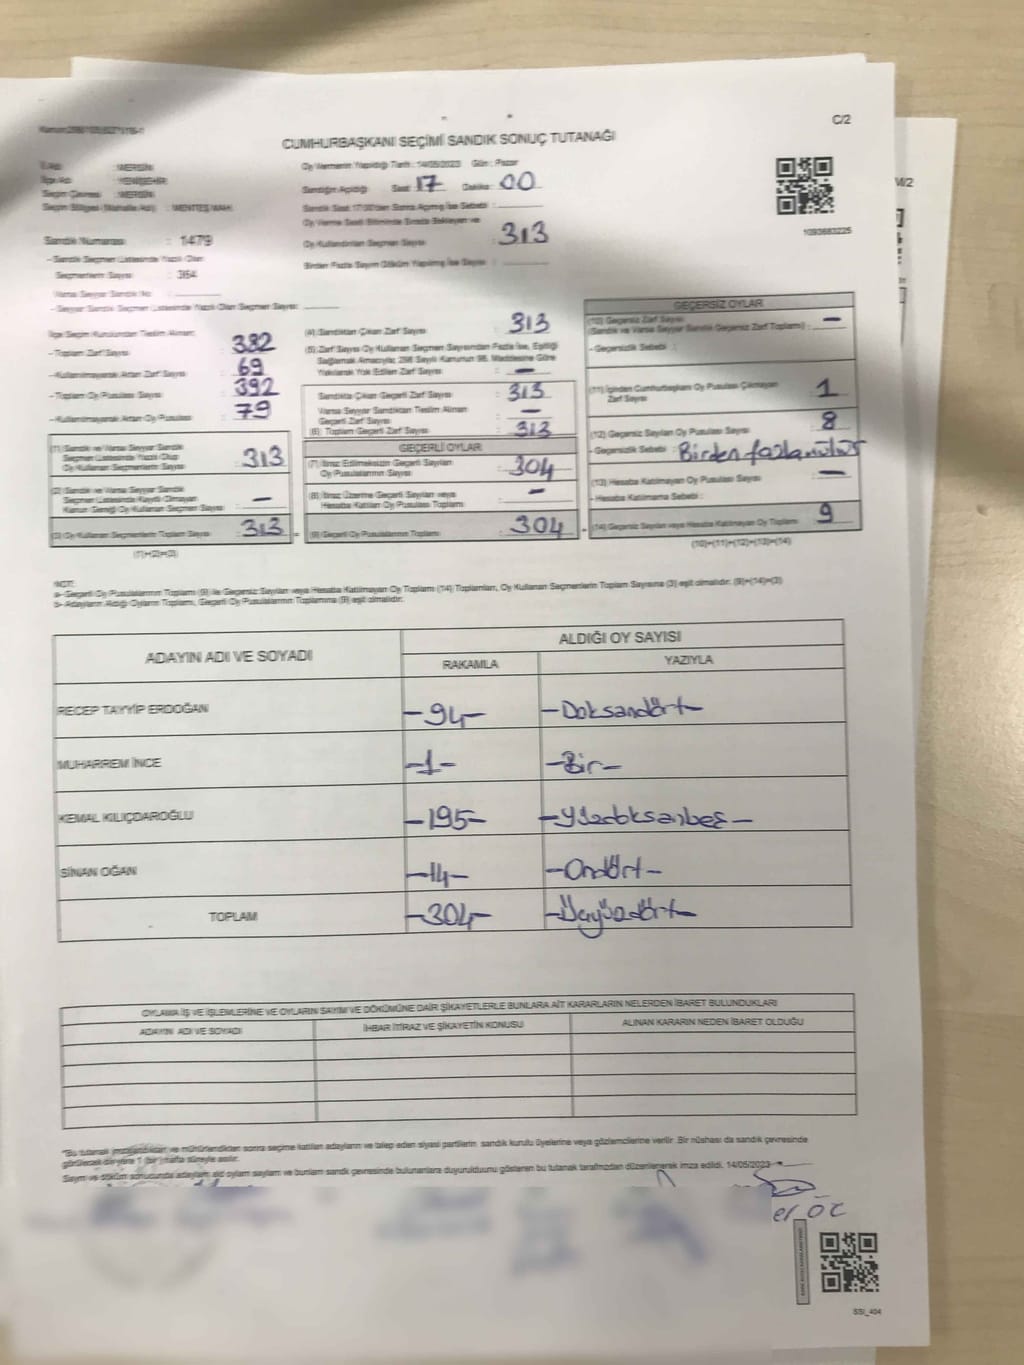 C/2
CUMHURBAŞKANI SEÇİMİ SANDIK SONUÇ TUTANAĞI
İli Adı : MERSİN
İlçe Adı : YENİŞEHİR
Seçim Çevresi : MERSİN
Seçim Bölgesi (Mahalle Adı) : MENTEŞ MAH.
Oy Vermenin Yapıldığı Tarih : 14/05/2023 Gün : Pazar
Sandığın Açıldığı Saat : 17 Dakika : 00
Sandık Saat 17:00'den Sonra Açılmış İse Sebebi :
Oy Verme Saati Bitiminde Sırada Bekleyen ve
Oy Kullandırılan Seçmen Sayısı : 313
Birden Fazla Sayım Döküm Yapılmış İse Sayısı :
1093683225
M/2
Sandık Numarası : 1479
- Sandık Seçmen Listesinde Yazılı Olan
Seçmenlerin Sayısı : 364
Varsa Seyyar Sandık No :
- Seyyar Sandık Seçmen Listesinde Yazılı Olan Seçmen Sayısı:
İlçe Seçim Kurulundan Teslim Alınan:
- Toplam Zarf Sayısı : 382
- Kullanılmayarak Artan Zarf Sayısı : 69
- Toplam Oy Pusulası Sayısı : 392
- Kullanılmayarak Artan Oy Pusulası : 79
(1) Sandık ve Varsa Seyyar Sandık
Seçmen Listesinde Yazılı Olup
Oy Kullanan Seçmenlerin Sayısı : 313
(2) Sandık ve Varsa Seyyar Sandık
Seçmen Listesinde Kayıtlı Olmayan
Kanun Gereği Oy Kullanan Seçmen Sayısı : -
(3) Oy Kullanan Seçmenlerin Toplam Sayısı : 313
(1)+(2)=(3)
(4) Sandıktan Çıkan Zarf Sayısı : 313
(5) Zarf Sayısı Oy Kullanan Seçmen Sayısından Fazla İse, Eşitliği
Sağlamak Amacıyla; 298 Sayılı Kanunun 98. Maddesine Göre
Yakılarak Yok Edilen Zarf Sayısı : -
Sandıkta Çıkan Geçerli Zarf Sayısı : 313
Varsa Seyyar Sandıktan Teslim Alınan
Geçerli Zarf Sayısı : -
(6) Toplam Geçerli Zarf Sayısı : 313
GEÇERLİ OYLAR
(7) İtiraz Edilmeksizin Geçerli Sayılan
Oy Pusulalarının Sayısı : 304
(8) İtiraz Üzerine Geçerli Sayılan veya
Hesaba Katılan Oy Pusulası Toplamı : -
(9) Geçerli Oy Pusulalarının Toplamı : 304
GEÇERSİZ OYLAR
(10) Geçersiz Zarf Sayısı
(Sandık ve Varsa Seyyar Sandık Geçersiz Zarf Toplamı) : -
- Geçersizlik Sebebi :
(11) İçinden Cumhurbaşkanı Oy Pusulası Çıkmayan
Zarf Sayısı : 1
(12) Geçersiz Sayılan Oy Pusulası Sayısı : 8
- Geçersizlik Sebebi : Birden fazla mühür
(13) Hesaba Katılmayan Oy Pusulası Sayısı : -
- Hesaba Katılmama Sebebi :
(14) Geçersiz Sayılan veya Hesaba Katılmayan Oy Toplamı : 9
(10)+(11)+(12)+(13)=(14)
NOT:
a- Geçerli Oy Pusulalarının Toplamı (9) ile Geçersiz Sayılan veya Hesaba Katılmayan Oy Toplamı (14) Toplamları, Oy Kullanan Seçmenlerin Toplam Sayısına (3) eşit olmalıdır. (9)+(14)=(3)
b- Adayların Aldığı Oyların Toplamı, Geçerli Oy Pusulalarının Toplamına (9) eşit olmalıdır.
ADAYIN ADI VE SOYADI
ALDIĞI OY SAYISI
RAKAMLA YAZIYLA
RECEP TAYYİP ERDOĞAN -94- -Doksandört-
MUHARREM İNCE -1- -Bir-
KEMAL KILIÇDAROĞLU -195- -Yüzdoksanbeş-
SİNAN OĞAN -14- -Ondört-
TOPLAM -304- -Üçyüzdört-
OYLAMA İŞ VE İŞLEMLERİNE VE OYLARIN SAYIM VE DÖKÜMÜNE DAİR ŞİKAYETLERLE BUNLARA AİT KARARLARIN NELERDEN İBARET BULUNDUKLARI
ADAYIN ADI VE SOYADI İHBAR İTİRAZ VE ŞİKAYETİN KONUSU ALINAN KARARIN NEDEN İBARET OLDUĞU
*Bu tutanak imzalandıktan ve mühürlendikten sonra seçime katılan adayların ve talep eden siyasi partilerin sandık kurulu üyelerine veya gözlemcilerine verilir. Bir nüshası da sandık çevresinde
görülecek bir yere 1 (bir) hafta süreyle asılır.
Sayım ve döküm sonucunda adayların aldığı oyların sayıları ve bunların sandık çevresinde bulunanlara duyurulduğunu gösteren bu tutanak tarafımızdan düzenlenerek imza edildi. 14/05/2023
SSI_404